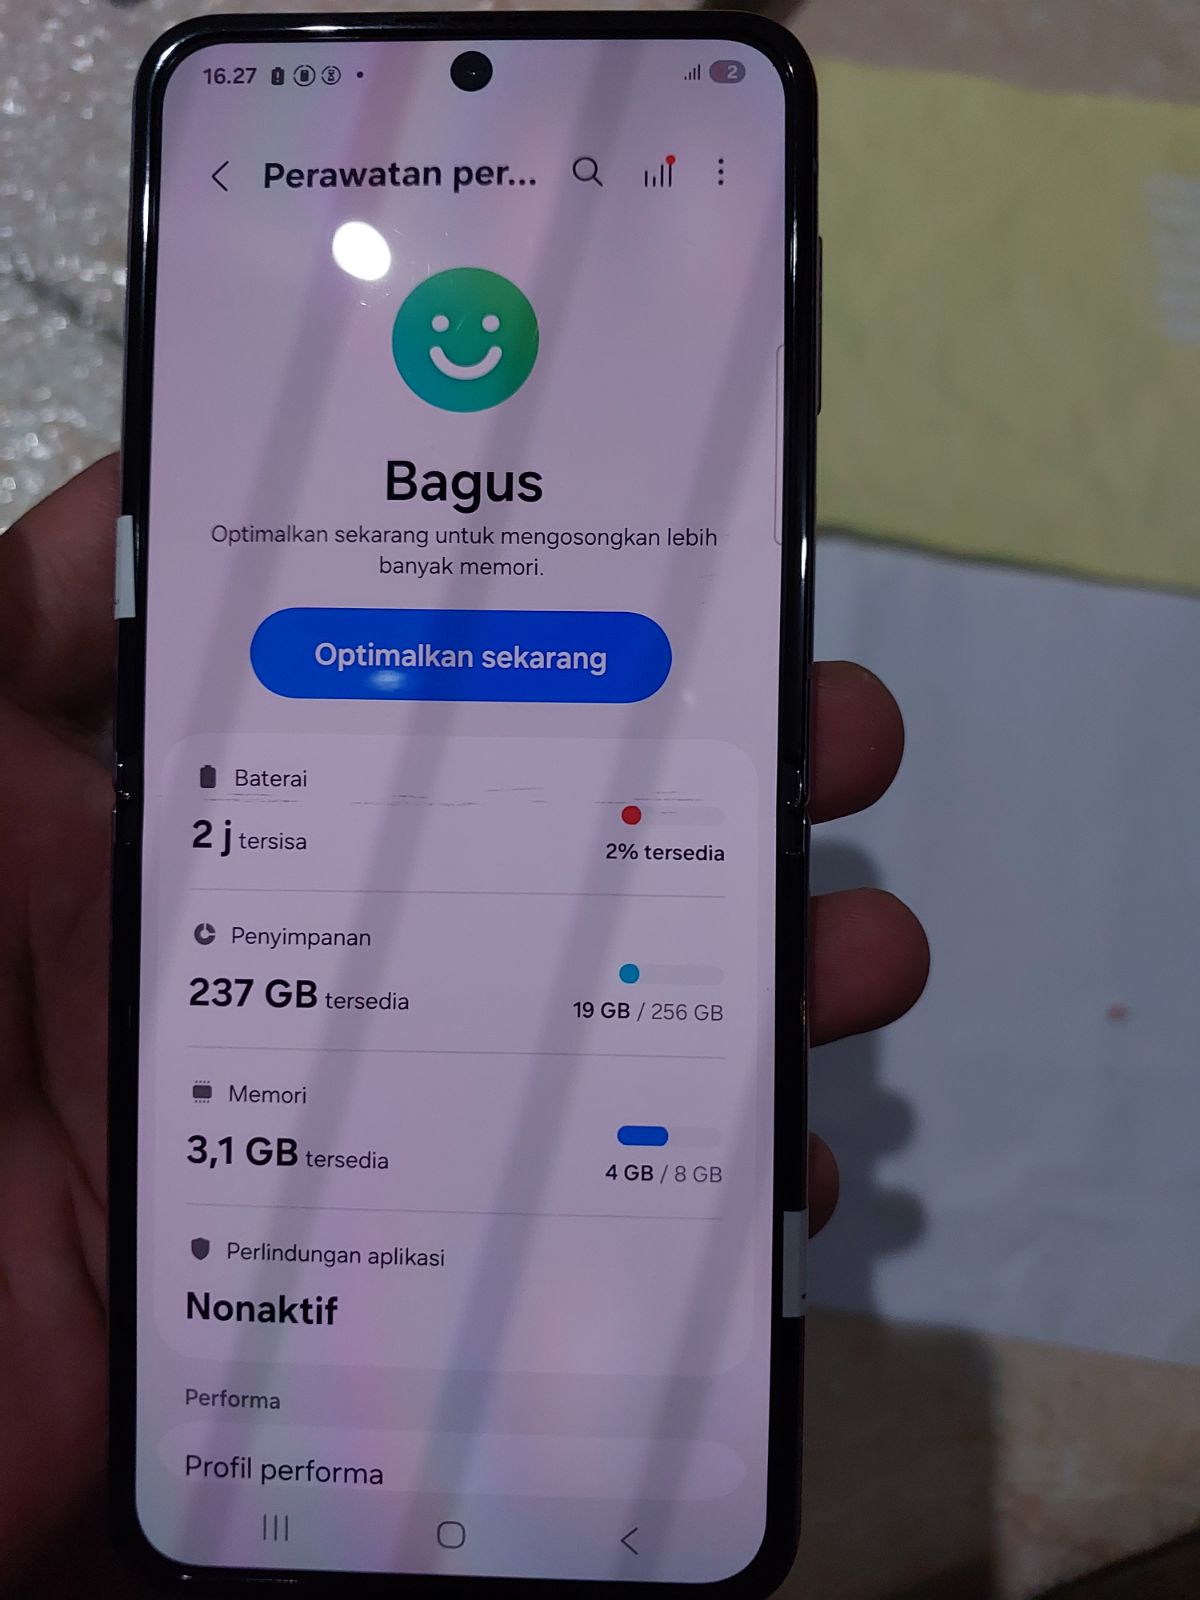 16.27
2
Perawatan per...
Bagus
Optimalkan sekarang untuk mengosongkan lebih
banyak memori.
Optimalkan sekarang
Baterai
2 j tersisa
2% tersedia
Penyimpanan
237 GB tersedia
19 GB / 256 GB
Memori
3,1 GB tersedia
4 GB / 8 GB
Perlindungan aplikasi
Nonaktif
Performa
Profil performa